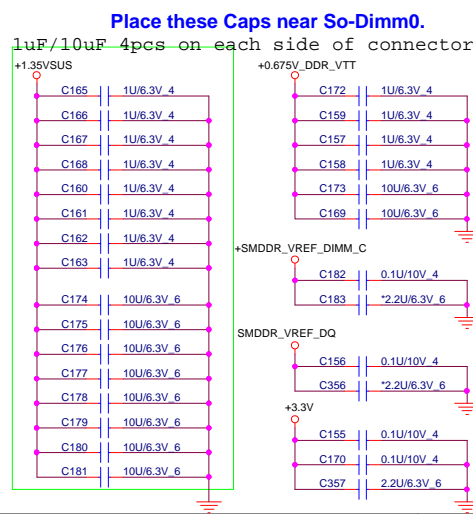 Place these Caps near So-Dimm0.
1uF/10uF 4pcs on each side of connector
+1.35VSUS
C165 1U/6.3V_4
C166 1U/6.3V_4
C167 1U/6.3V_4
C168 1U/6.3V_4
C160 1U/6.3V_4
C161 1U/6.3V_4
C162 1U/6.3V_4
C163 1U/6.3V_4
C174 10U/6.3V_6
C175 10U/6.3V_6
C176 10U/6.3V_6
C177 10U/6.3V_6
C178 10U/6.3V_6
C179 10U/6.3V_6
C180 10U/6.3V_6
C181 10U/6.3V_6
+0.675V_DDR_VTT
C172 1U/6.3V_4
C159 1U/6.3V_4
C157 1U/6.3V_4
C158 1U/6.3V_4
C173 10U/6.3V_6
C169 10U/6.3V_6
+SMDDR_VREF_DIMM_C
C182 0.1U/10V_4
C183 *2.2U/6.3V_6
SMDDR_VREF_DQ
C156 0.1U/10V_4
C356 *2.2U/6.3V_6
+3.3V
C155 0.1U/10V_4
C170 0.1U/10V_4
C357 2.2U/6.3V_6